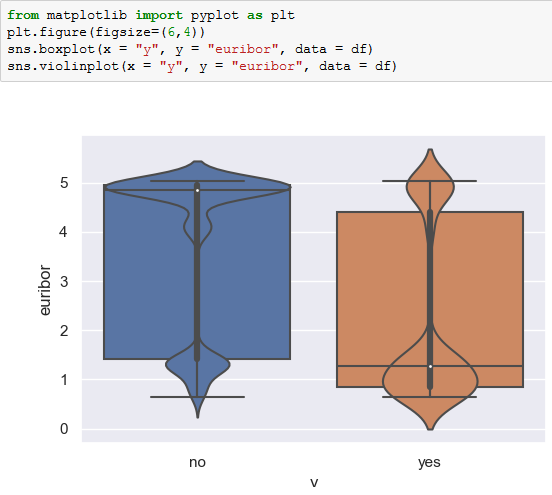 from matplotlib import pyplot as plt
plt.figure(figsize=(6,4))
sns.boxplot(x = "y", y = "euribor", data = df)
sns.violinplot(x = "y", y = "euribor", data = df)
5
4
3
2
1
0
euribor
no yes
y